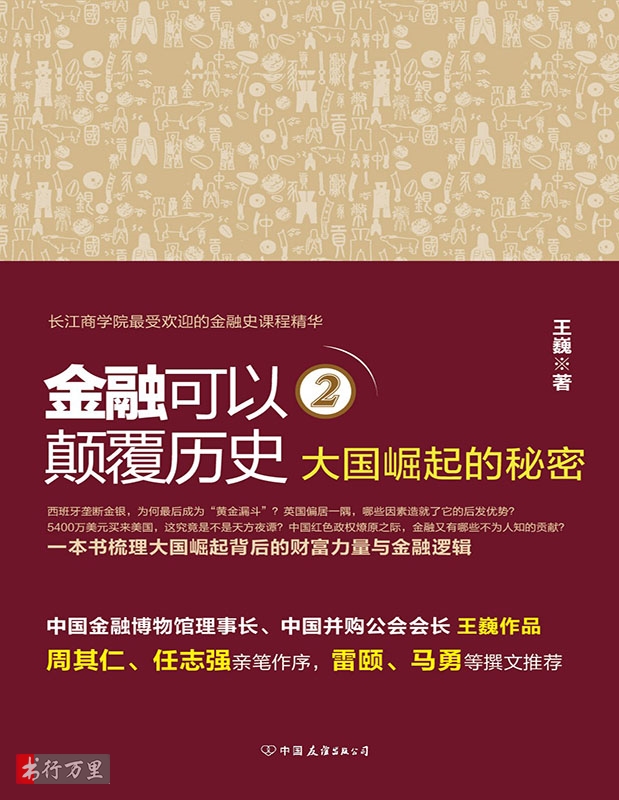 长江商学院最受欢迎的金融史课程精华
王巍※著
金融可以
2
颠覆历史
大国崛起的秘密
西班牙垄断金银，为何最后成为“黄金漏斗”？英国偏居一隅，哪些因素造就了它的后发优势？
5400万美元买来美国，这究竟是不是天方夜谭？中国红色政权燎原之际，金融又有哪些不为人知的贡献？
一本书梳理大国崛起背后的财富力量与金融逻辑
中国金融博物馆理事长、中国并购公会会长 王巍作品
周其仁、任志强亲笔作序，雷颐、马勇等撰文推荐
中国友谊出版公司
书行万里